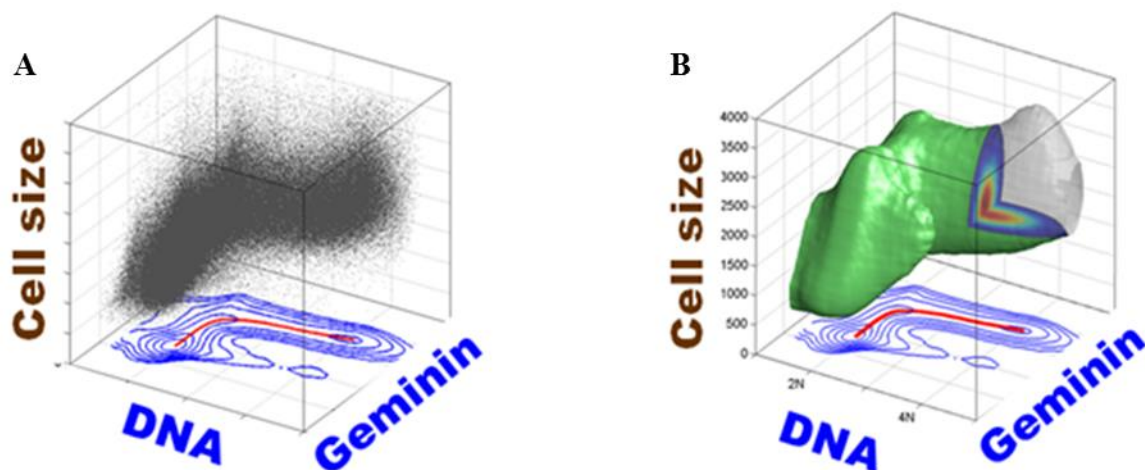 A
Cell size
DNA
Geminin
B
Cell size
4000
3500
3000
2500
2000
1500
1000
500
0
2N
4N
DNA
Geminin